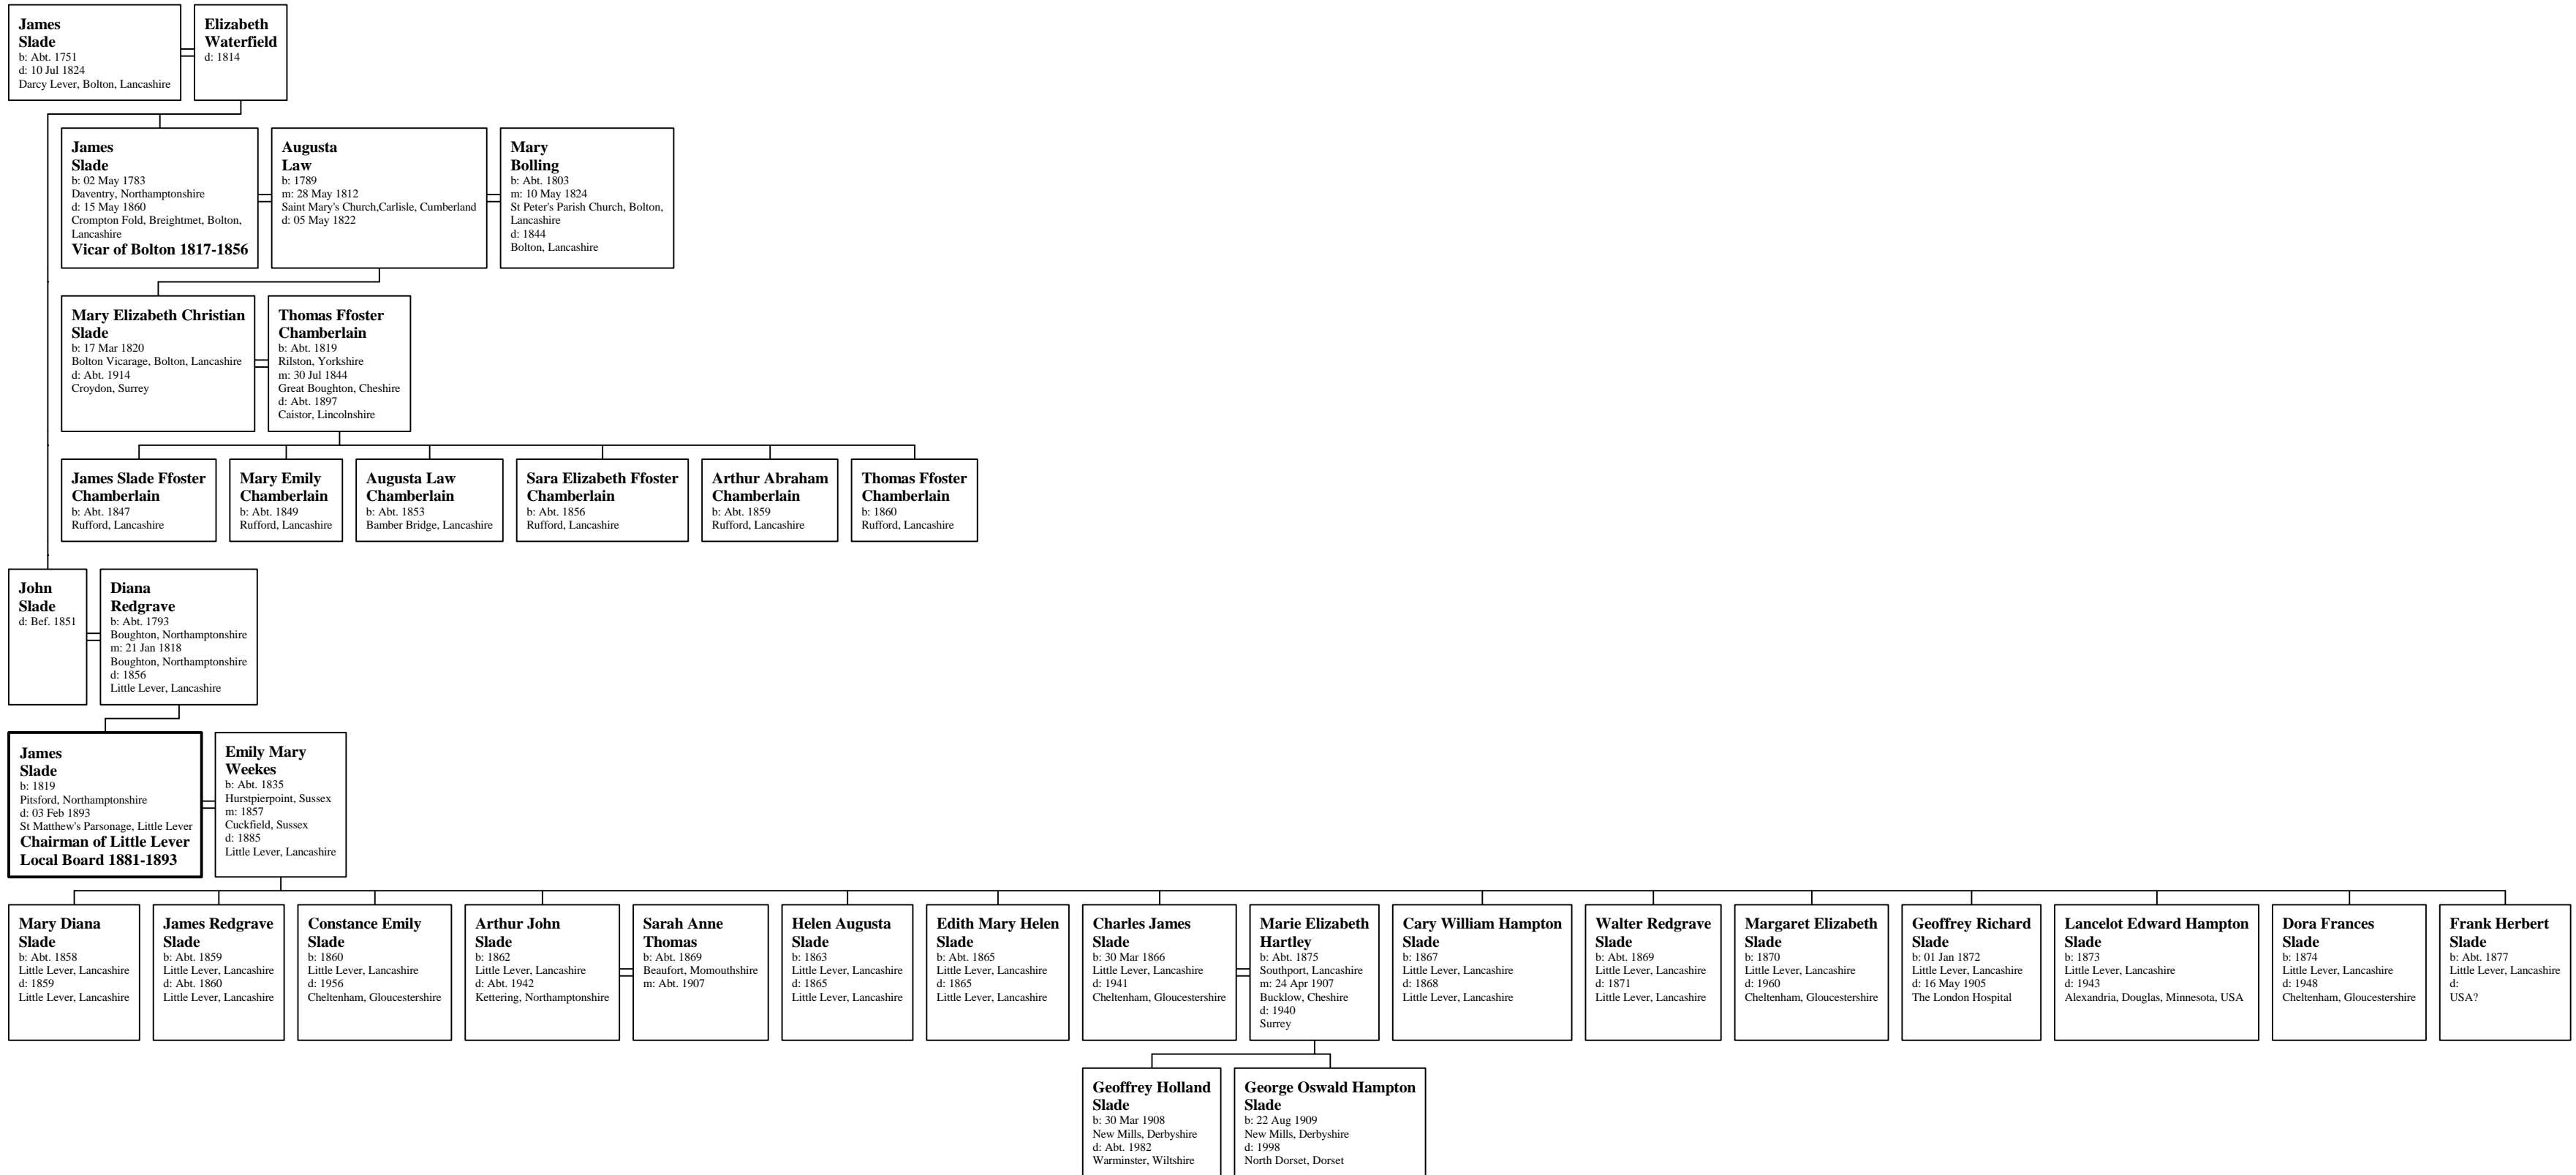 James
Slade
b: Abt. 1751
d: 10 Jul 1824
Darcy Lever, Bolton, Lancashire
Elizabeth
Waterfield
d: 1814
James
Slade
b: 02 May 1783
Daventry, Northamptonshire
d: 15 May 1860
Crompton Fold, Breightmet, Bolton,
Lancashire
Vicar of Bolton 1817-1856
Augusta
Law
b: 1789
m: 28 May 1812
Saint Mary's Church,Carlisle, Cumberland
d: 05 May 1822
Mary
Bolling
b: Abt. 1803
m: 10 May 1824
St Peter's Parish Church, Bolton,
Lancashire
d: 1844
Bolton, Lancashire
Mary Elizabeth Christian
Slade
b: 17 Mar 1820
Bolton Vicarage, Bolton, Lancashire
d: Abt. 1914
Croydon, Surrey
Thomas Ffoster
Chamberlain
b: Abt. 1819
Rilston, Yorkshire
m: 30 Jul 1844
Great Boughton, Cheshire
d: Abt. 1897
Caistor, Lincolnshire
James Slade Ffoster
Chamberlain
b: Abt. 1847
Rufford, Lancashire
Mary Emily
Chamberlain
b: Abt. 1849
Rufford, Lancashire
Augusta Law
Chamberlain
b: Abt. 1853
Bamber Bridge, Lancashire
Sara Elizabeth Ffoster
Chamberlain
b: Abt. 1856
Rufford, Lancashire
Arthur Abraham
Chamberlain
b: Abt. 1859
Rufford, Lancashire
Thomas Ffoster
Chamberlain
b: 1860
Rufford, Lancashire
John
Slade
d: Bef. 1851
Diana
Redgrave
b: Abt. 1793
Boughton, Northamptonshire
m: 21 Jan 1818
Boughton, Northamptonshire
d: 1856
Little Lever, Lancashire
James
Slade
b: 1819
Pitsford, Northamptonshire
d: 03 Feb 1893
St Matthew's Parsonage, Little Lever
Chairman of Little Lever
Local Board 1881-1893
Emily Mary
Weekes
b: Abt. 1835
Hurstpierpoint, Sussex
m: 1857
Cuckfield, Sussex
d: 1885
Little Lever, Lancashire
Mary Diana
Slade
b: Abt. 1858
Little Lever, Lancashire
d: 1859
Little Lever, Lancashire
James Redgrave
Slade
b: Abt. 1859
Little Lever, Lancashire
d: Abt. 1860
Little Lever, Lancashire
Constance Emily
Slade
b: 1860
Little Lever, Lancashire
d: 1956
Cheltenham, Gloucestershire
Arthur John
Slade
b: 1862
Little Lever, Lancashire
d: Abt. 1942
Kettering, Northamptonshire
Sarah Anne
Thomas
b: Abt. 1869
Beaufort, Momouthshire
m: Abt. 1907
Helen Augusta
Slade
b: 1863
Little Lever, Lancashire
d: 1865
Little Lever, Lancashire
Edith Mary Helen
Slade
b: Abt. 1865
Little Lever, Lancashire
d: 1865
Little Lever, Lancashire
Charles James
Slade
b: 30 Mar 1866
Little Lever, Lancashire
d: 1941
Cheltenham, Gloucestershire
Marie Elizabeth
Hartley
b: Abt. 1875
Southport, Lancashire
m: 24 Apr 1907
Bucklow, Cheshire
d: 1940
Surrey
Cary William Hampton
Slade
b: 1867
Little Lever, Lancashire
d: 1868
Little Lever, Lancashire
Walter Redgrave
Slade
b: Abt. 1869
Little Lever, Lancashire
d: 1871
Little Lever, Lancashire
Margaret Elizabeth
Slade
b: 1870
Little Lever, Lancashire
d: 1960
Cheltenham, Gloucestershire
Geoffrey Richard
Slade
b: 01 Jan 1872
Little Lever, Lancashire
d: 16 May 1905
The London Hospital
Lancelot Edward Hampton
Slade
b: 1873
Little Lever, Lancashire
d: 1943
Alexandria, Douglas, Minnesota, USA
Dora Frances
Slade
b: 1874
Little Lever, Lancashire
d: 1948
Cheltenham, Gloucestershire
Frank Herbert
Slade
b: Abt. 1877
Little Lever, Lancashire
d:
USA?
Geoffrey Holland
Slade
b: 30 Mar 1908
New Mills, Derbyshire
d: Abt. 1982
Warminster, Wiltshire
George Oswald Hampton
Slade
b: 22 Aug 1909
New Mills, Derbyshire
d: 1998
North Dorset, Dorset